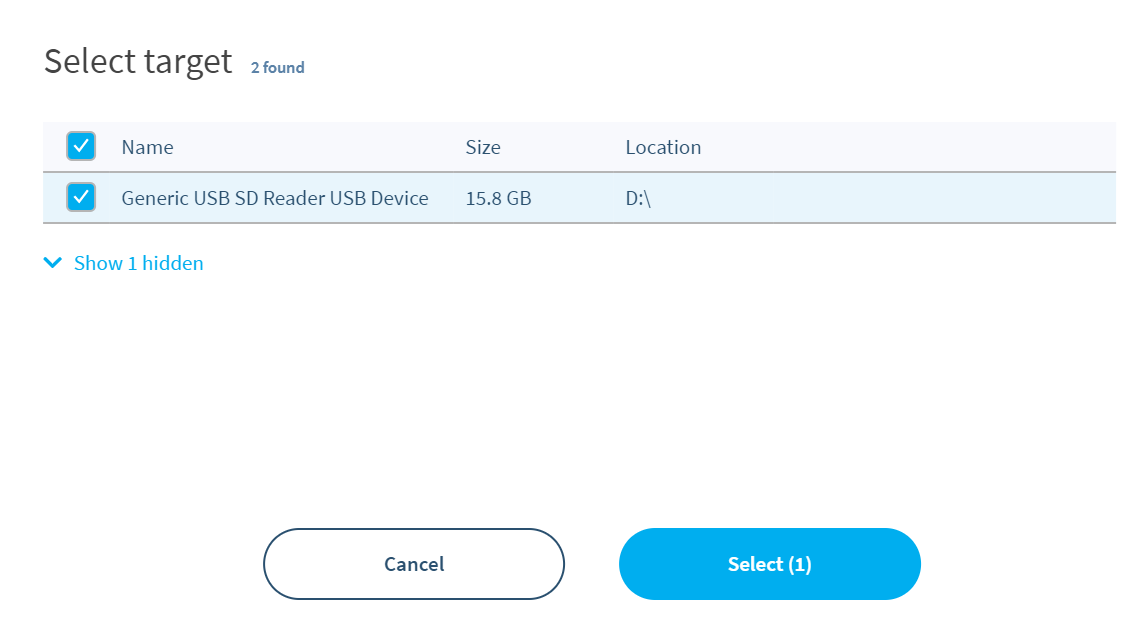 Select target 2 found
Name Size Location
Generic USB SD Reader USB Device 15.8 GB D:\
Show 1 hidden
Cancel Select (1)